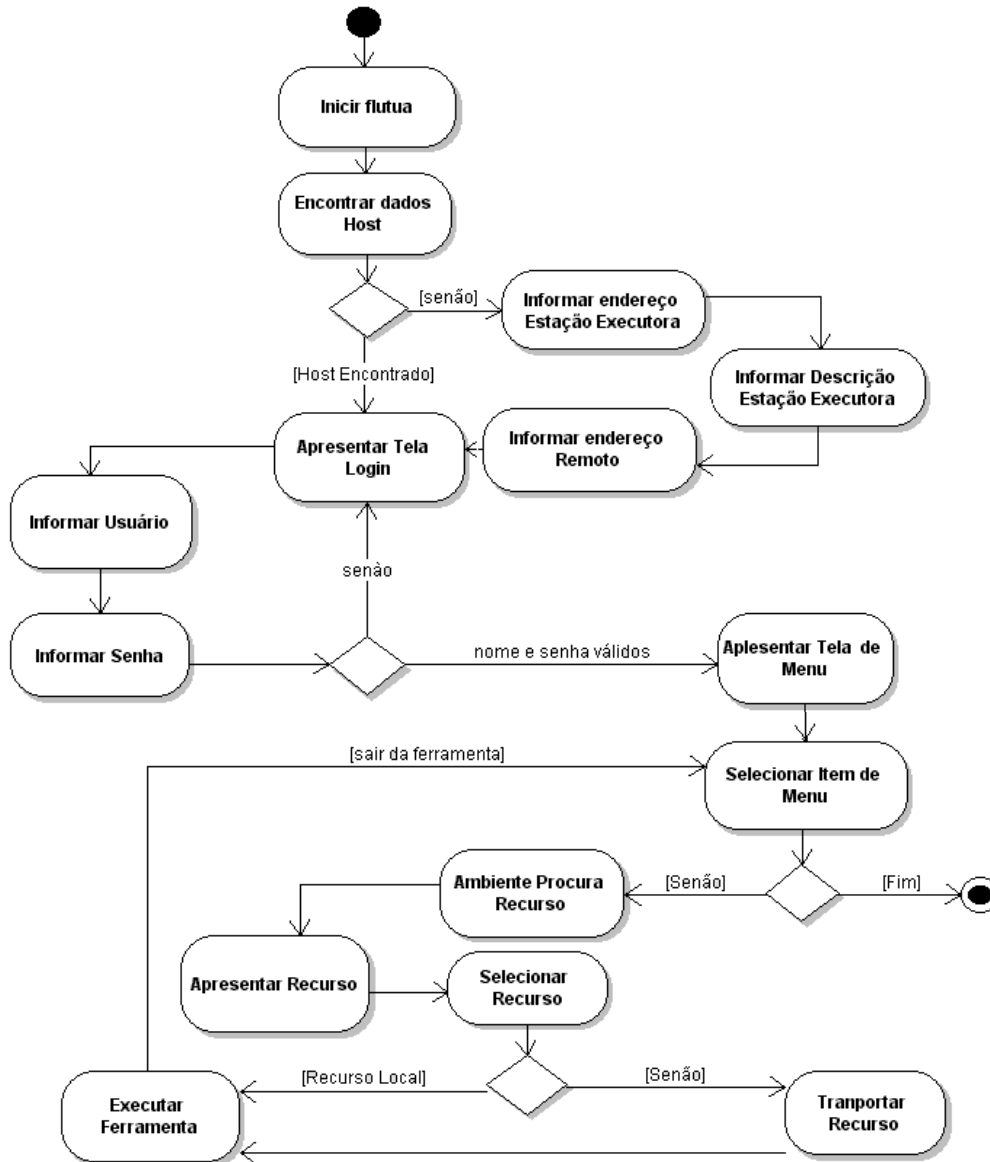 Inicir flutua
Encontrar dados
Host
[senão]
Informar endereço
Estação Executora
Informar Descrição
Estação Executora
[Host Encontrado]
Informar endereço
Remoto
Apresentar Tela
Login
Informar Usuário
senào
Informar Senha
nome e senha válidos
Aplesentar Tela de
Menu
[sair da ferramenta]
Selecionar Item de
Menu
Ambiente Procura
Recurso
[Senão]
[Fim]
Apresentar Recurso
Selecionar
Recurso
[Recurso Local]
[Senão]
Executar
Ferramenta
Tranportar
Recurso